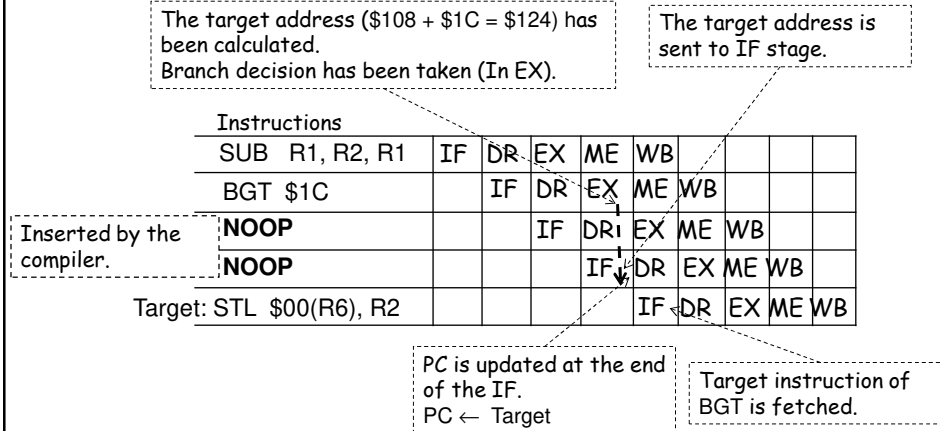 The target address ($108 + $1C = $124) has
been calculated.
Branch decision has been taken (In EX).
The target address is
sent to IF stage.
Instructions
SUB R1, R2, R1 IF DR EX ME WB
BGT $1C IF DR EX ME WB
Inserted by the
compiler.
NOOP IF DR EX ME WB
NOOP IF DR EX ME WB
Target: STL $00(R6), R2 IF DR EX ME WB
PC is updated at the end
of the IF.
PC ← Target
Target instruction of
BGT is fetched.